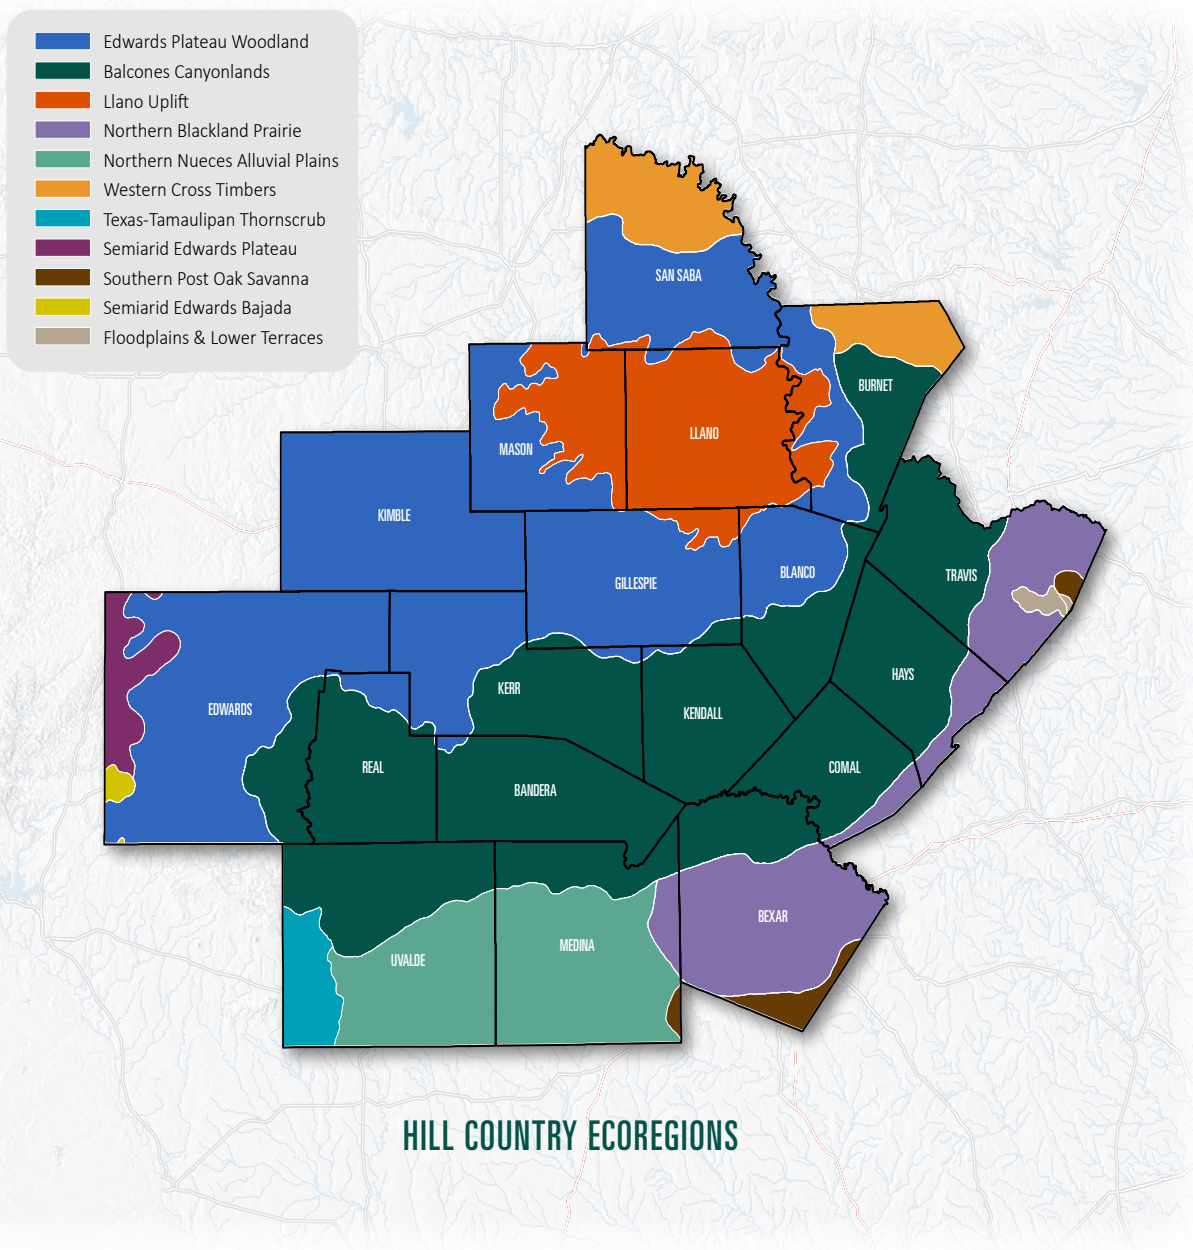 Edwards Plateau Woodland
Balcones Canyonlands
Llano Uplift
Northern Blackland Prairie
Northern Nueces Alluvial Plains
Western Cross Timbers
Texas-Tamaulipan Thornscrub
Semiarid Edwards Plateau
Southern Post Oak Savanna
Semiarid Edwards Bajada
Floodplains & Lower Terraces
SAN SABA
BURNET
LLANO
MASON
KIMBLE
GILLESPIE
BLANCO
TRAVIS
HAYS
KERR
EDWARDS
KENDALL
REAL
COMAL
BANDERA
BEXAR
MEDINA
UVALDE
HILL COUNTRY ECOREGIONS